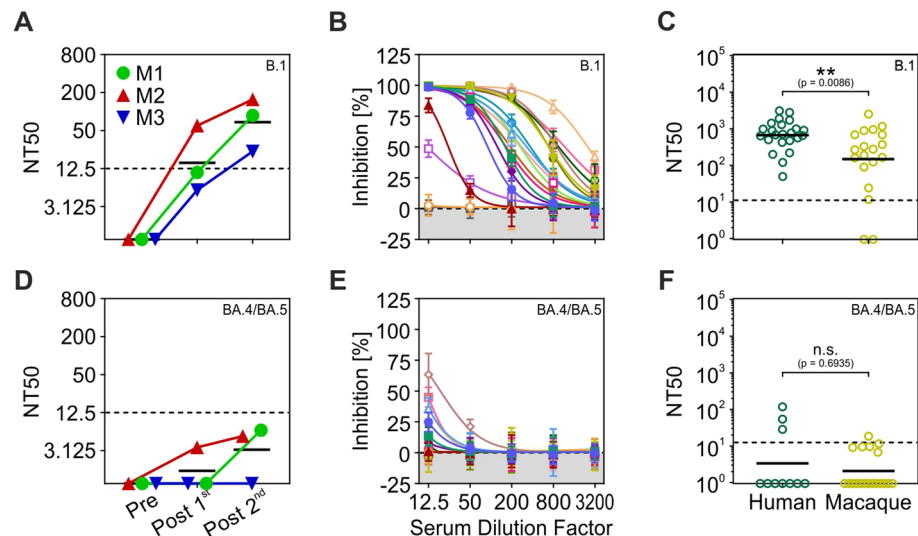 A
B
C
800
200
50
12.5
3.125
NT50
B.1
M1
M2
M3
125
100
75
50
25
0
-25
Inhibition [%]
B.1
10^5
10^4
10^3
10^2
10^1
10^0
NT50
B.1
**
(p = 0.0086)
D
E
F
800
200
50
12.5
3.125
NT50
BA.4/BA.5
Pre
Post 1^st
Post 2^nd
125
100
75
50
25
0
-25
Inhibition [%]
BA.4/BA.5
12.5 50 200 800 3200
Serum Dilution Factor
10^5
10^4
10^3
10^2
10^1
10^0
NT50
BA.4/BA.5
n.s.
(p = 0.6935)
Human Macaque